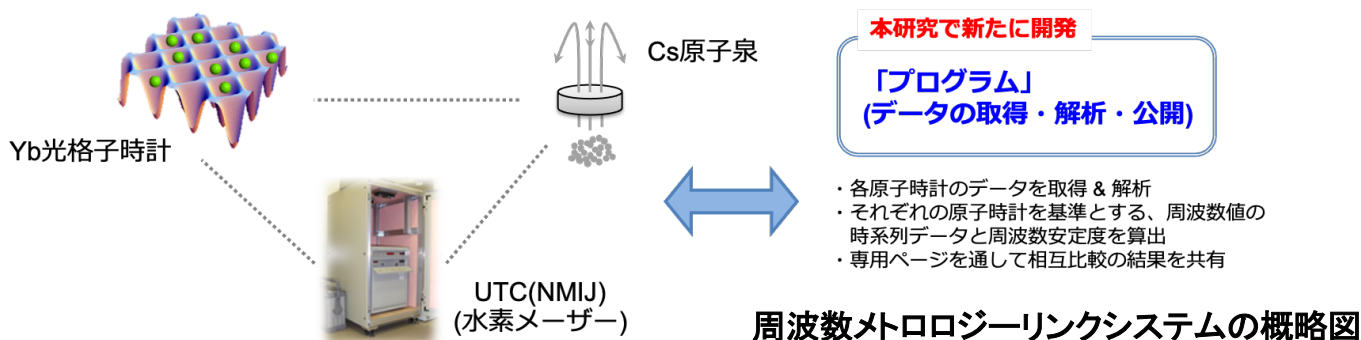 Yb光格子時計
Cs原子泉
UTC(NMIJ)
(水素メーザー)
本研究で新たに開発
「プログラム」
(データの取得・解析・公開)
・各原子時計のデータを取得 & 解析
・それぞれの原子時計を基準とする、周波数値の
時系列データと周波数安定度を算出
・専用ページを通して相互比較の結果を共有
周波数メトロロジーリンクシステムの概略図